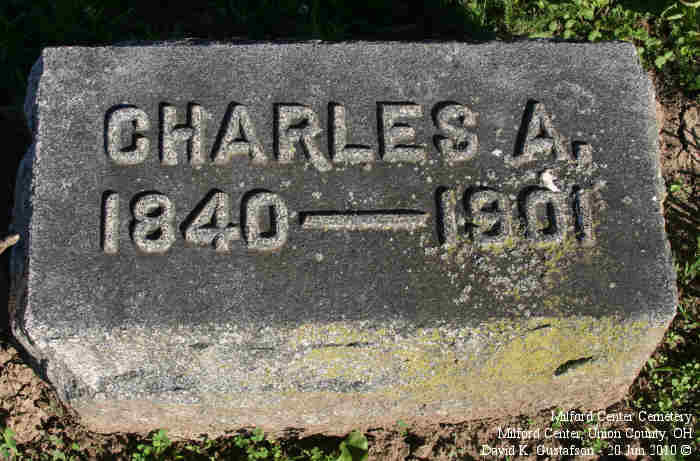 CHARLES A.
1840—1901
Milford Center Cemetery,
Milford Center, Union County, OH
David K. Gustafson - 20 Jun 2010 ©